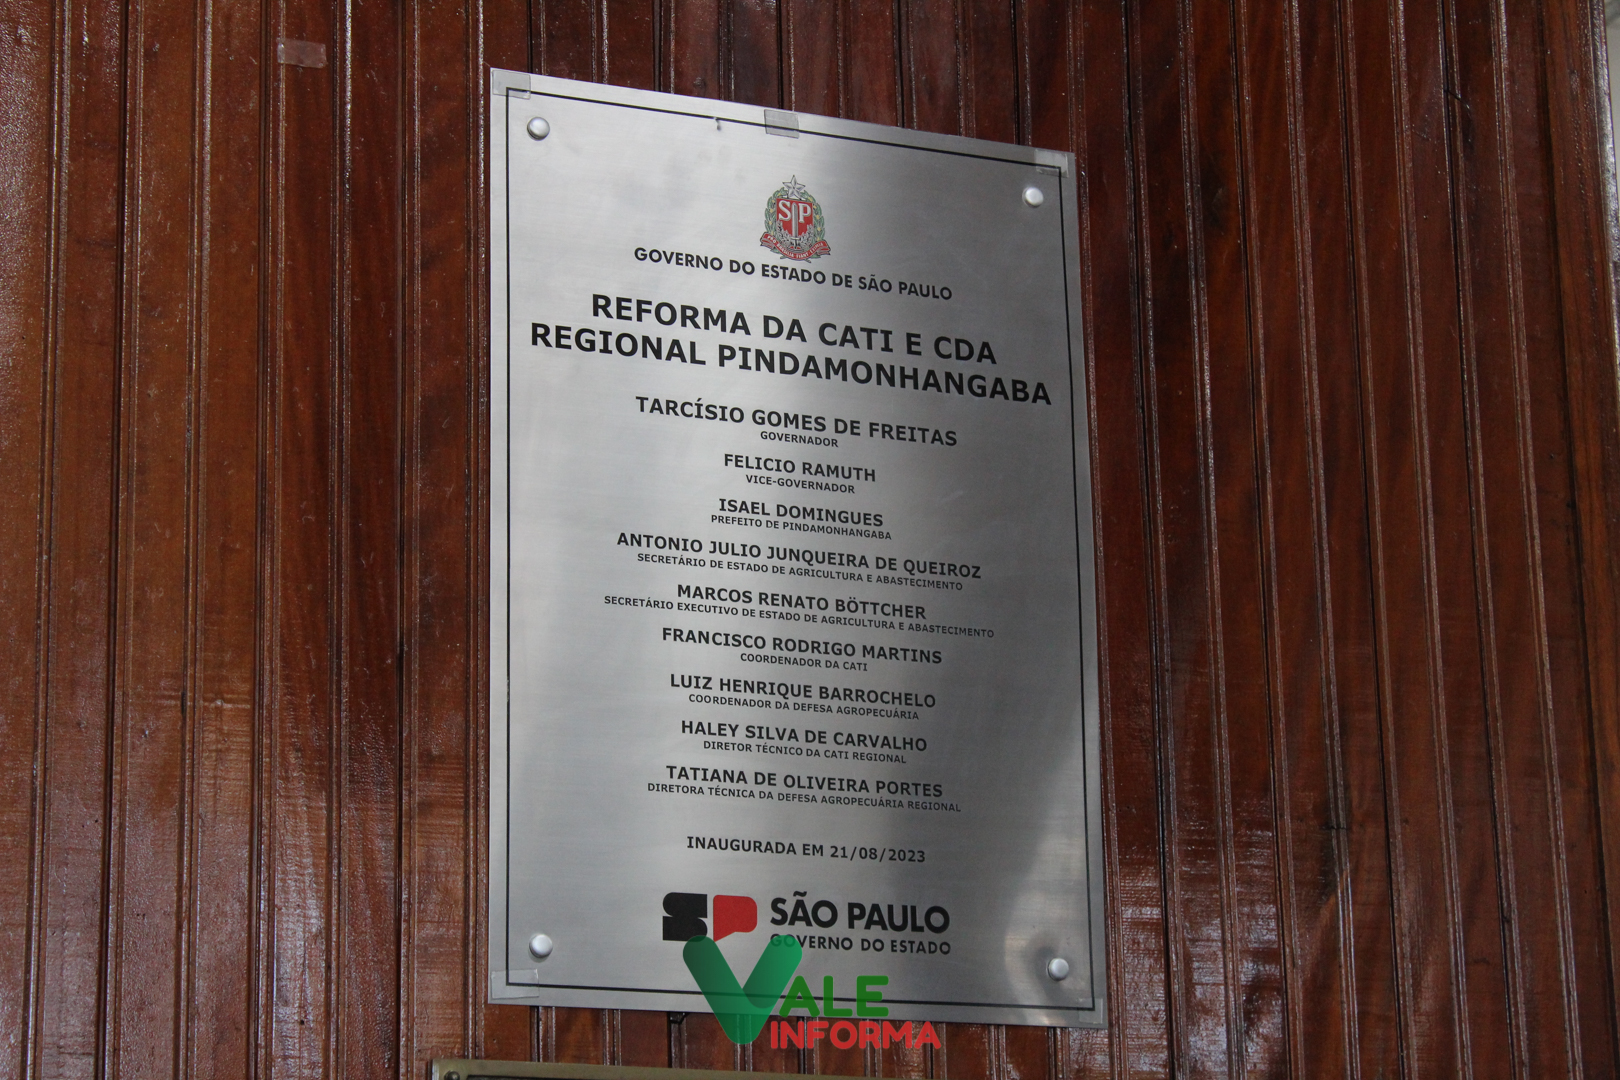 SP
GOVERNO DO ESTADO DE SÃO PAULO
REFORMA DA CATI E CDA
REGIONAL PINDAMONHANGABA
TARCÍSIO GOMES DE FREITAS
GOVERNADOR
FELICIO RAMUTH
VICE-GOVERNADOR
ISAEL DOMINGUES
PREFEITO DE PINDAMONHANGABA
ANTONIO JULIO JUNQUEIRA DE QUEIROZ
SECRETÁRIO DE ESTADO DE AGRICULTURA E ABASTECIMENTO
MARCOS RENATO BÖTTCHER
SECRETÁRIO EXECUTIVO DE ESTADO DE AGRICULTURA E ABASTECIMENTO
FRANCISCO RODRIGO MARTINS
COORDENADOR DA CATI
LUIZ HENRIQUE BARROCHELO
COORDENADOR DA DEFESA AGROPECUÁRIA
HALEY SILVA DE CARVALHO
DIRETOR TÉCNICO DA CATI REGIONAL
TATIANA DE OLIVEIRA PORTES
DIRETORA TÉCNICA DA DEFESA AGROPECUÁRIA REGIONAL
INAUGURADA EM 21/08/2023
SP SÃO PAULO
GOVERNO DO ESTADO
VALE
INFORMA